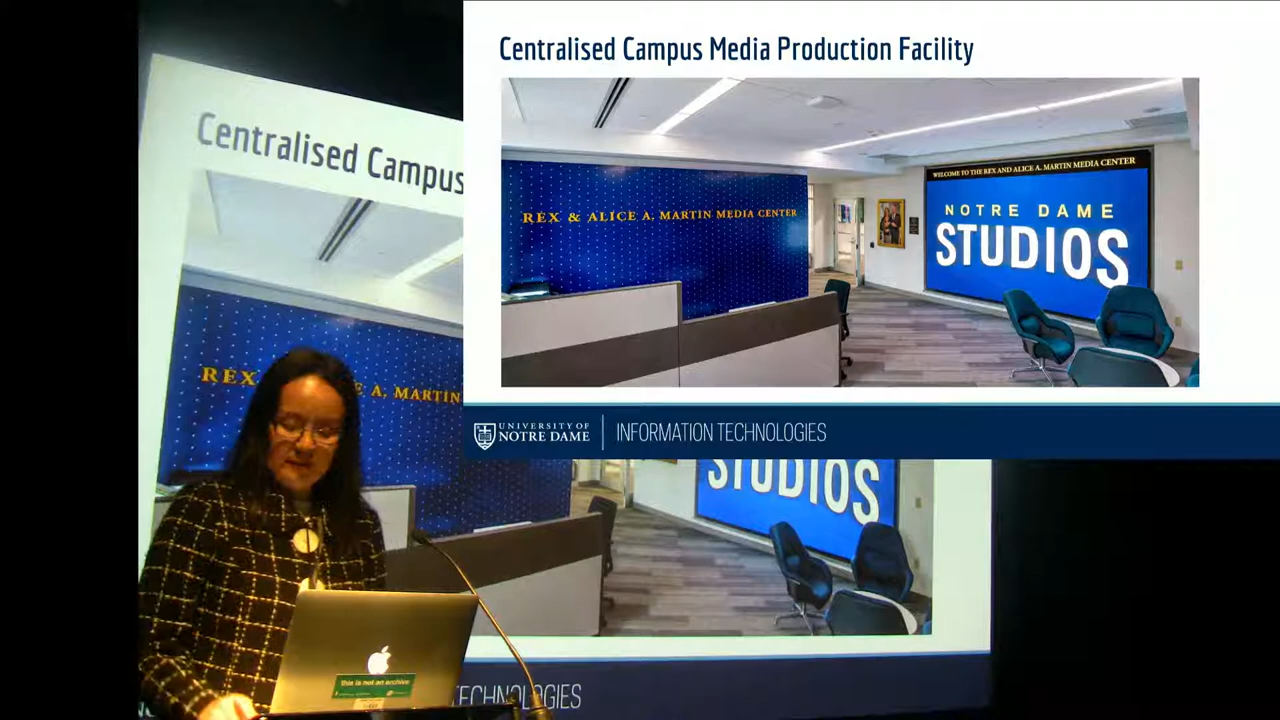 Centralised Campus Media Production Facility
WELCOME TO THE REX AND ALICE A. MARTIN MEDIA CENTER
REX & ALICE A. MARTIN MEDIA CENTER
NOTRE DAME
STUDIOS
UNIVERSITY OF
NOTRE DAME
INFORMATION TECHNOLOGIES
Centralised Campus
REX
E A. MARTIN
STUDIOS
this is not an archive
TECHNOLOGIES